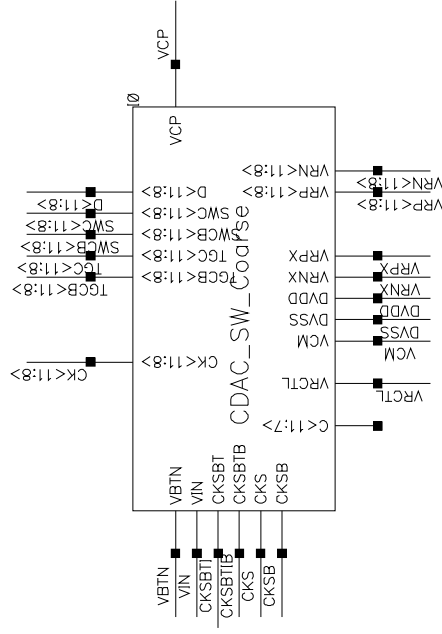 VCP
I0
VCP
D<11:8>
SWC<11:8>
SWCB<11:8>
TGC<11:8>
TGCB<11:8>
CK<11:8>
D<11:8>
SWC<11:8>
SWCB<11:8>
TGC<11:8>
TGCB<11:8>
CK<11:8>
CDAC_SW_Coarse
VRN<11:8>
VRP<11:8>
VRPX
VRNX
DVDD
DVSS
VCM
VRCTL
C<11:7>
VRN<11:8>
VRP<11:8>
VRPX
VRNX
DVDD
DVSS
VCM
VRCTL
VBTN
VIN
CKSBT
CKSBTB
CKS
CKSB
VBTN
VIN
CKSBTI
CKSBTIB
CKS
CKSB